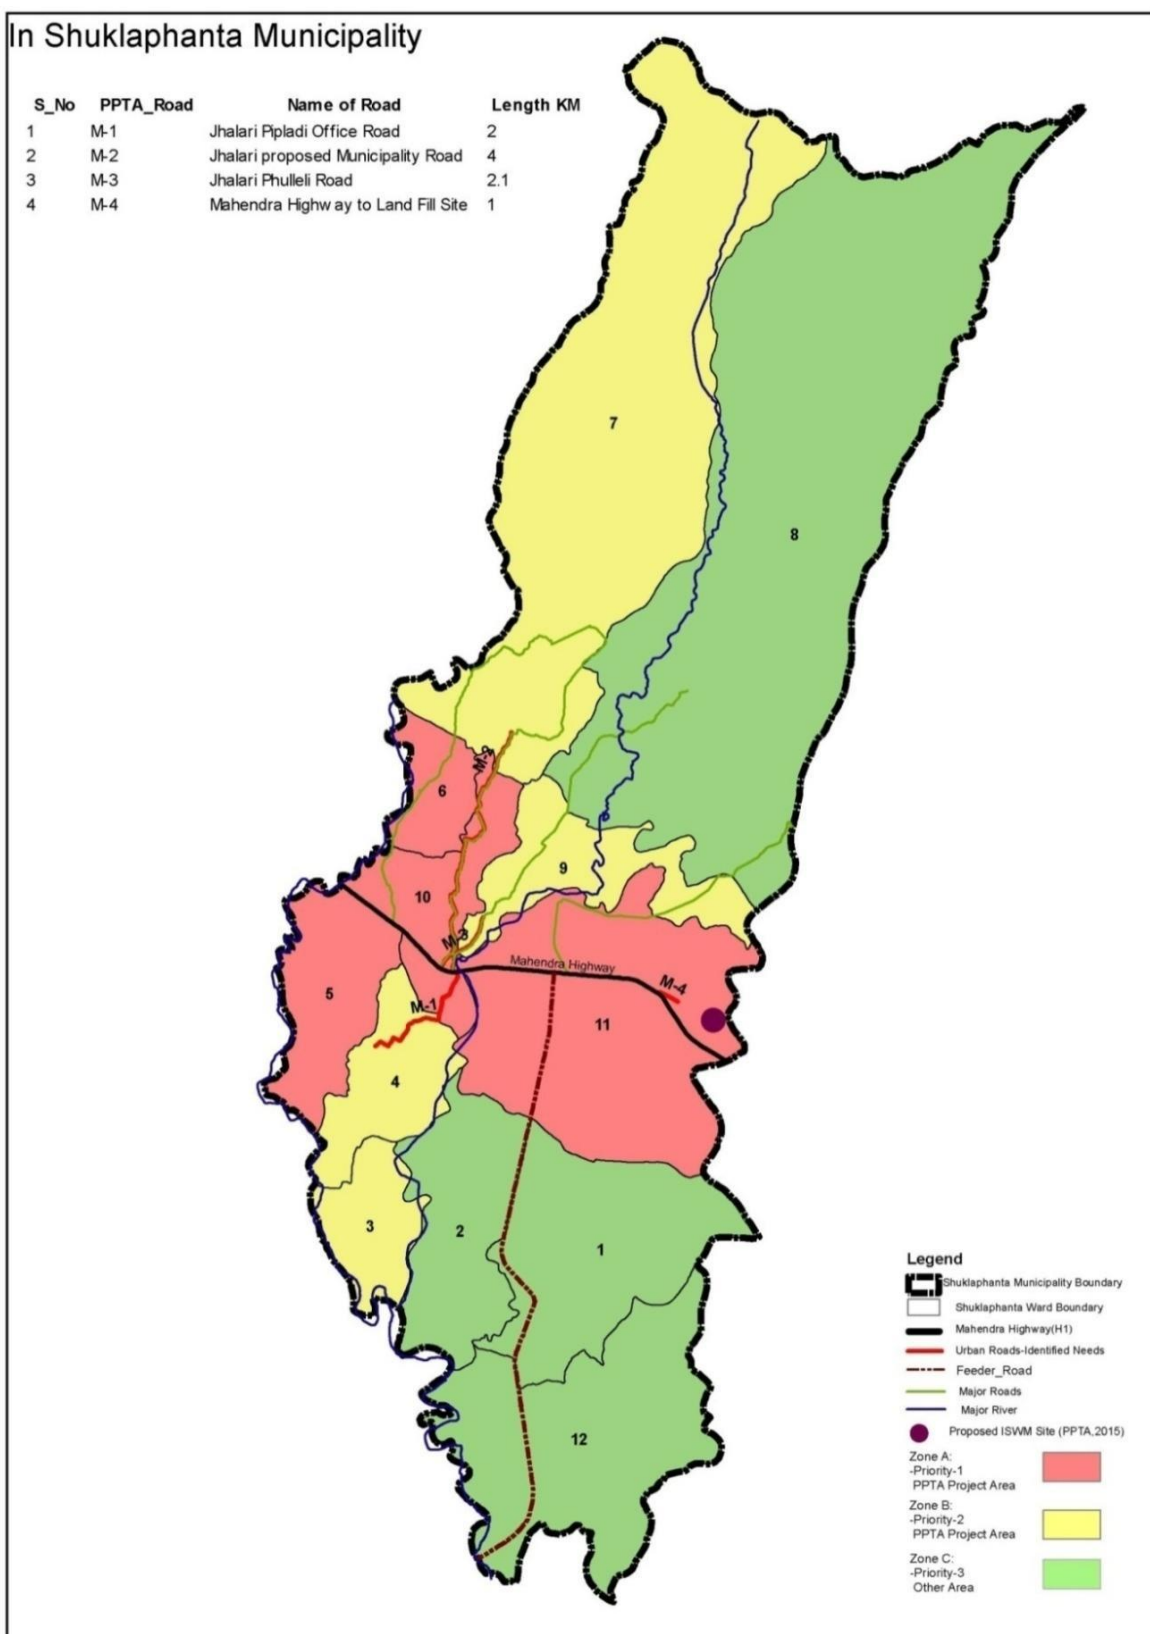 In Shuklaphanta Municipality
S_No PPTA_Road Name of Road Length KM
1 M-1 Jhalari Pipladi Office Road 2
2 M-2 Jhalari proposed Municipality Road 4
3 M-3 Jhalari Phulleli Road 2.1
4 M-4 Mahendra Highway to Land Fill Site 1
7
8
M-2
6
9
10
M-3
Mahendra Highway
M-4
5
M-1
11
4
3
2
1
12
Legend
Shuklaphanta Municipality Boundary
Shuklaphanta Ward Boundary
Mahendra Highway(H1)
Urban Roads-Identified Needs
Feeder_Road
Major Roads
Major River
Proposed ISWM Site (PPTA,2015)
Zone A:
-Priority-1
PPTA Project Area
Zone B:
-Priority-2
PPTA Project Area
Zone C:
-Priority-3
Other Area